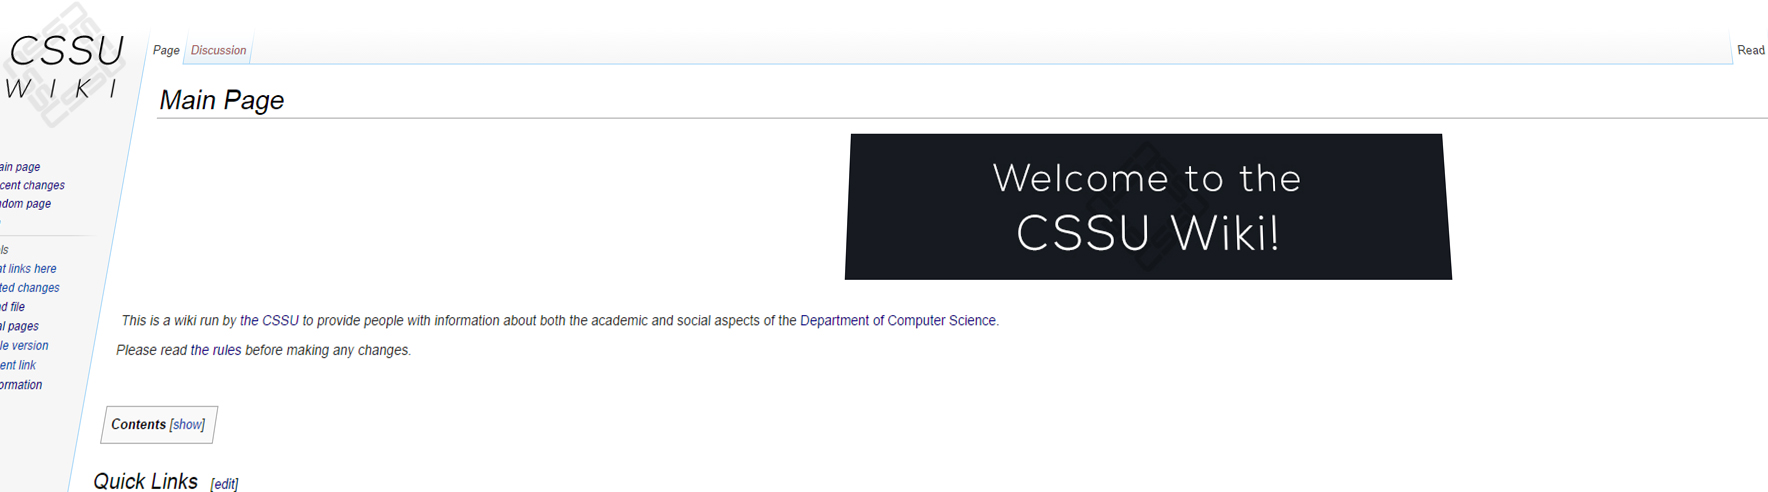 CSSU
WIKI
Page Discussion Read
Main Page
Welcome to the
CSSU Wiki!
ain page
cent changes
ndom page
ls
t links here
ted changes
d file
l pages
le version
ent link
ormation
This is a wiki run by the CSSU to provide people with information about both the academic and social aspects of the Department of Computer Science.
Please read the rules before making any changes.
Contents [show]
Quick Links [edit]